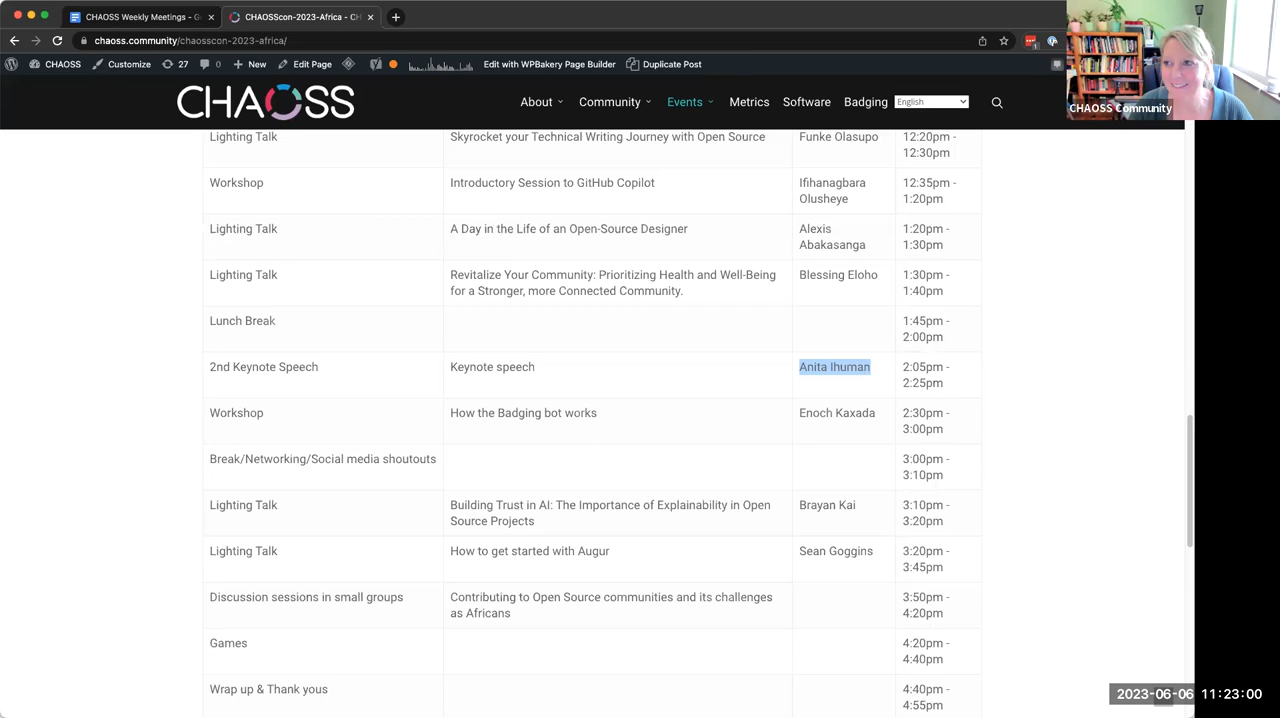 CHAOSS Weekly Meetings - G
CHAOSScon-2023-Africa - CH
chaoss.community/chaosscon-2023-africa/
CHAOSS Customize 27 0 New Edit Page Edit with WPBakery Page Builder Duplicate Post
CHAOSS Community
CHAOSS
About Community Events Metrics Software Badging English
Lighting Talk Skyrocket your Technical Writing Journey with Open Source Funke Olasupo 12:20pm -
12:30pm
Workshop Introductory Session to GitHub Copilot Ifihanagbara 12:35pm -
Olusheye 1:20pm
Lighting Talk A Day in the Life of an Open-Source Designer Alexis 1:20pm -
Abakasanga 1:30pm
Lighting Talk Revitalize Your Community: Prioritizing Health and Well-Being Blessing Eloho 1:30pm -
for a Stronger, more Connected Community. 1:40pm
Lunch Break 1:45pm -
2:00pm
2nd Keynote Speech Keynote speech Anita Ihuman 2:05pm -
2:25pm
Workshop How the Badging bot works Enoch Kaxada 2:30pm -
3:00pm
Break/Networking/Social media shoutouts 3:00pm -
3:10pm
Lighting Talk Building Trust in AI: The Importance of Explainability in Open Brayan Kai 3:10pm -
Source Projects 3:20pm
Lighting Talk How to get started with Augur Sean Goggins 3:20pm -
3:45pm
Discussion sessions in small groups Contributing to Open Source communities and its challenges 3:50pm -
as Africans 4:20pm
Games 4:20pm -
4:40pm
Wrap up & Thank yous 4:40pm -
4:55pm
2023-06-06 11:23:00